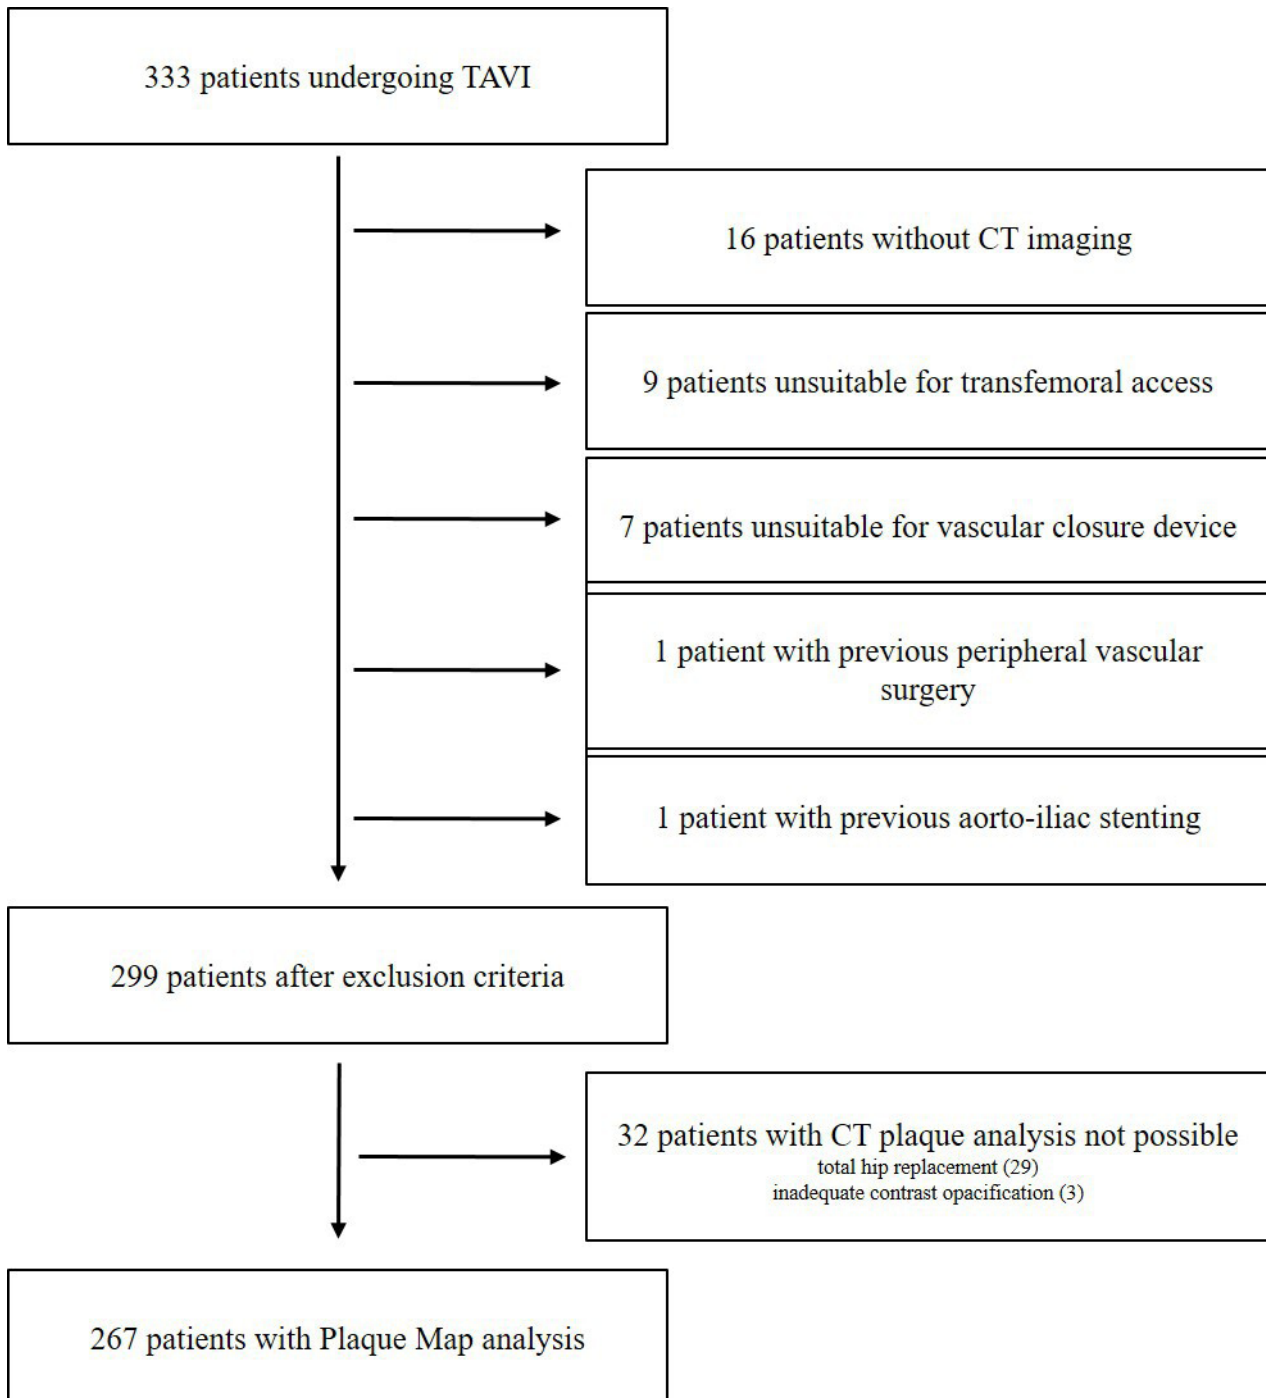 333 patients undergoing TAVI
16 patients without CT imaging
9 patients unsuitable for transfemoral access
7 patients unsuitable for vascular closure device
1 patient with previous peripheral vascular
surgery
1 patient with previous aorto-iliac stenting
299 patients after exclusion criteria
32 patients with CT plaque analysis not possible
total hip replacement (29)
inadequate contrast opacification (3)
267 patients with Plaque Map analysis